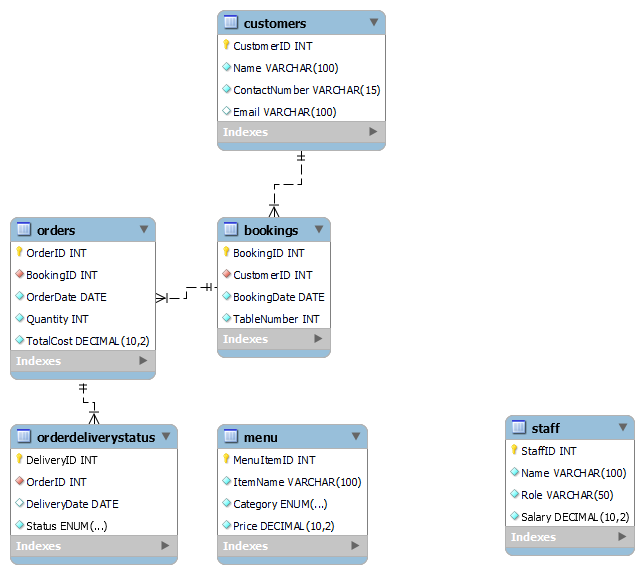 customers
CustomerID INT
Name VARCHAR(100)
ContactNumber VARCHAR(15)
Email VARCHAR(100)
Indexes
orders
OrderID INT
BookingID INT
OrderDate DATE
Quantity INT
TotalCost DECIMAL(10,2)
Indexes
bookings
BookingID INT
CustomerID INT
BookingDate DATE
TableNumber INT
Indexes
orderdeliverystatus
DeliveryID INT
OrderID INT
DeliveryDate DATE
Status ENUM(...)
Indexes
menu
MenuItemID INT
ItemName VARCHAR(100)
Category ENUM(...)
Price DECIMAL(10,2)
Indexes
staff
StaffID INT
Name VARCHAR(100)
Role VARCHAR(50)
Salary DECIMAL(10,2)
Indexes